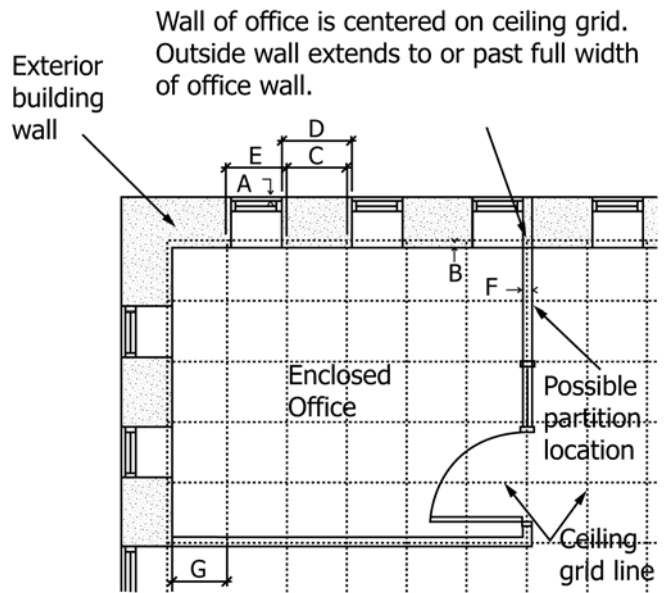 Wall of office is centered on ceiling grid.
Outside wall extends to or past full width
of office wall.
Exterior
building
wall
D
E
C
A
B
F
Enclosed
Office
Possible
partition
location
Ceiling
grid line
G